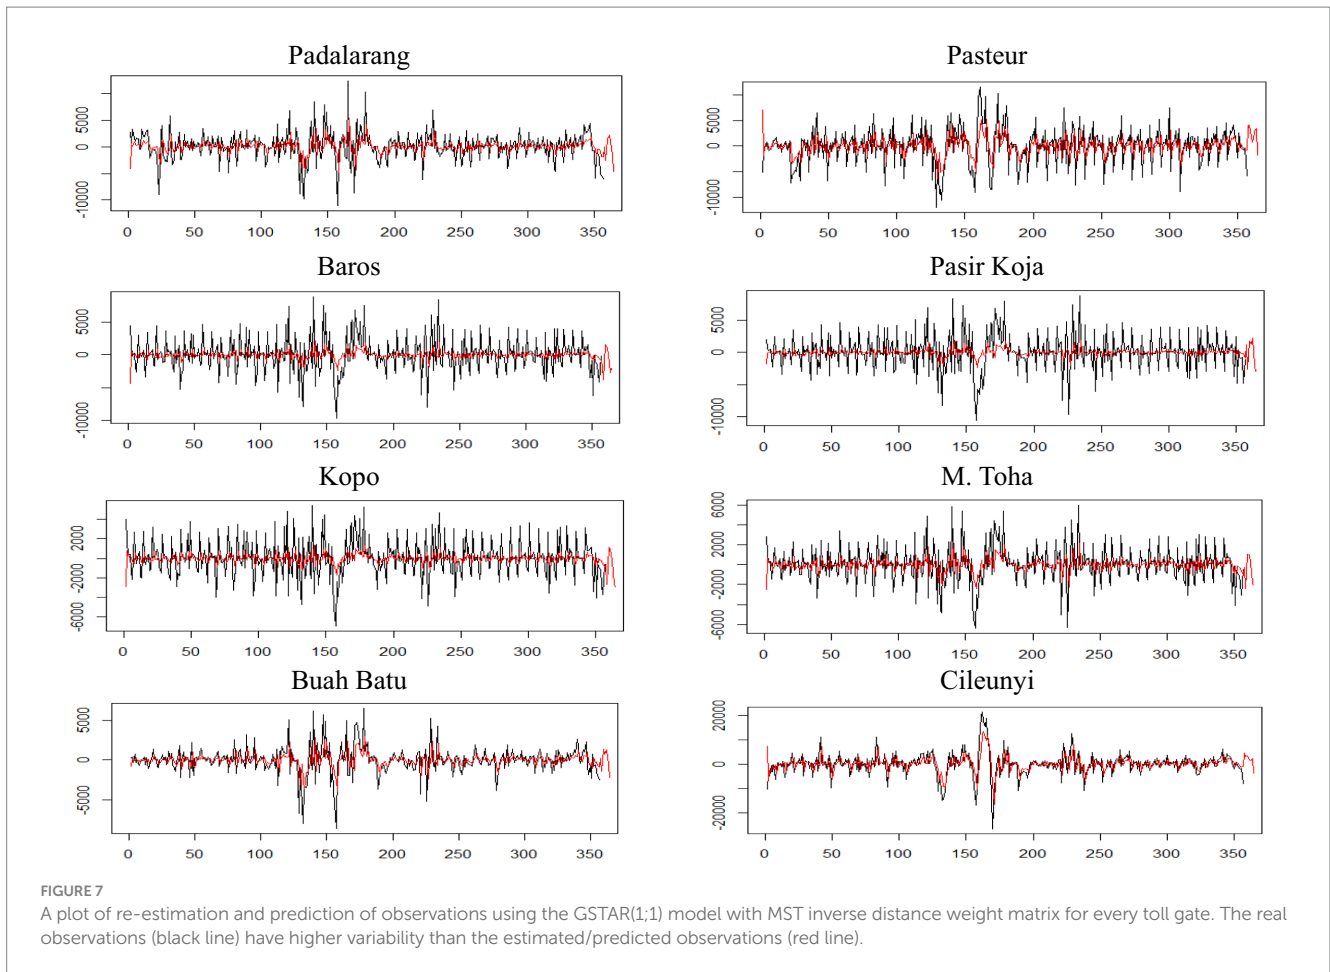 Padalarang
5000
0
-10000
0 50 100 150 200 250 300 350
Pasteur
5000
0
-10000
0 50 100 150 200 250 300 350
Baros
5000
0
-10000
0 50 100 150 200 250 300 350
Pasir Koja
5000
0
-10000
0 50 100 150 200 250 300 350
Kopo
2000
-2000
-6000
0 50 100 150 200 250 300 350
M. Toha
6000
2000
-2000
-6000
0 50 100 150 200 250 300 350
Buah Batu
5000
0
-5000
0 50 100 150 200 250 300 350
Cileunyi
20000
0
-20000
0 50 100 150 200 250 300 350
FIGURE 7
A plot of re-estimation and prediction of observations using the GSTAR(1;1) model with MST inverse distance weight matrix for every toll gate. The real
observations (black line) have higher variability than the estimated/predicted observations (red line).